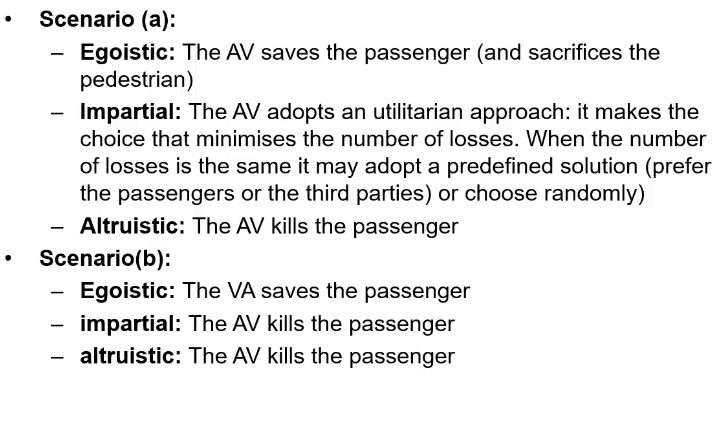 • Scenario (a):
– Egoistic: The AV saves the passenger (and sacrifices the
pedestrian)
– Impartial: The AV adopts an utilitarian approach: it makes the
choice that minimises the number of losses. When the number
of losses is the same it may adopt a predefined solution (prefer
the passengers or the third parties) or choose randomly)
– Altruistic: The AV kills the passenger
• Scenario(b):
– Egoistic: The VA saves the passenger
– impartial: The AV kills the passenger
– altruistic: The AV kills the passenger